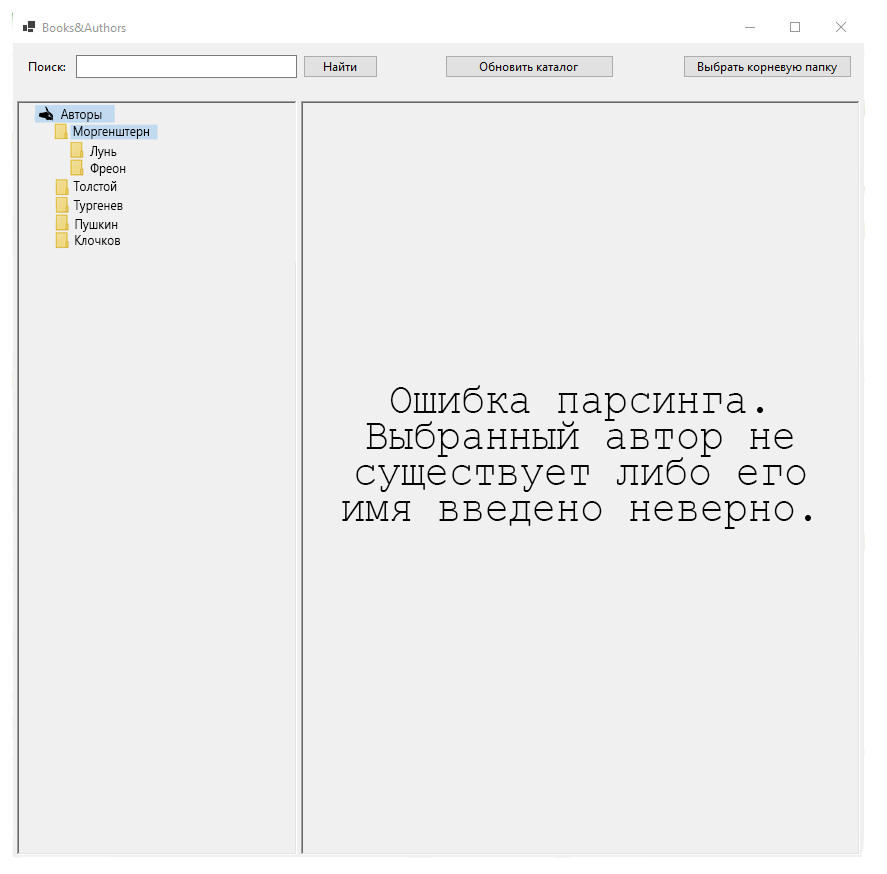 Books&Authors
Поиск:
Найти
Обновить каталог
Выбрать корневую папку
Авторы
Моргенштерн
Лунь
Фреон
Толстой
Тургенев
Пушкин
Клочков
Ошибка парсинга.
Выбранный автор не
существует либо его
имя введено неверно.